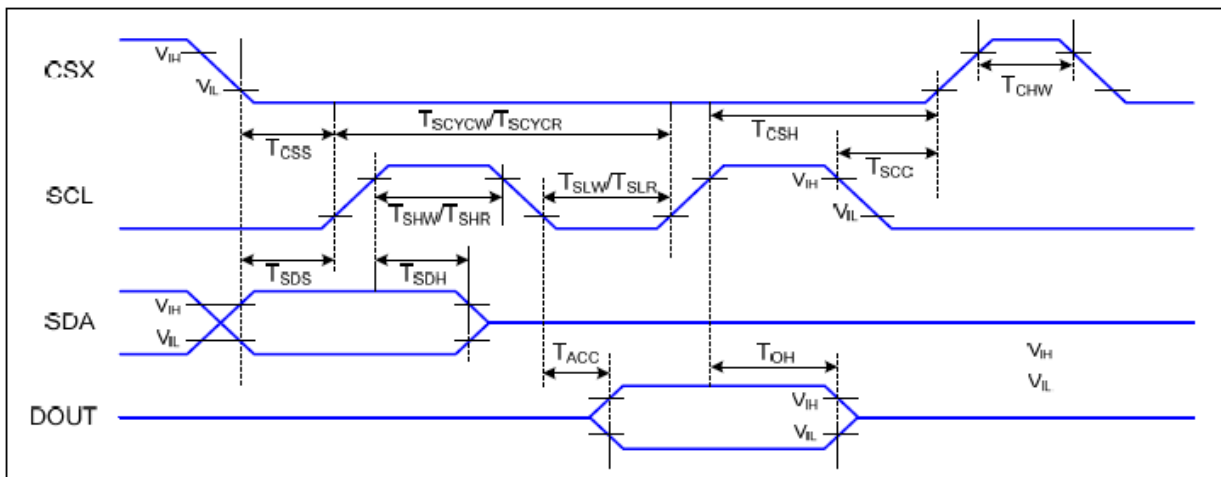 CSX
VIH
VIL
TCHW
TSCYCW/TSCYCR
TCSH
TCSS
TSCC
SCL
TSLW/TSLR
VIH
VIL
TSHW/TSHR
TSDS
TSDH
SDA
VIH
VIL
TACC
TOH
VIH
VIL
DOUT
VIH
VIL